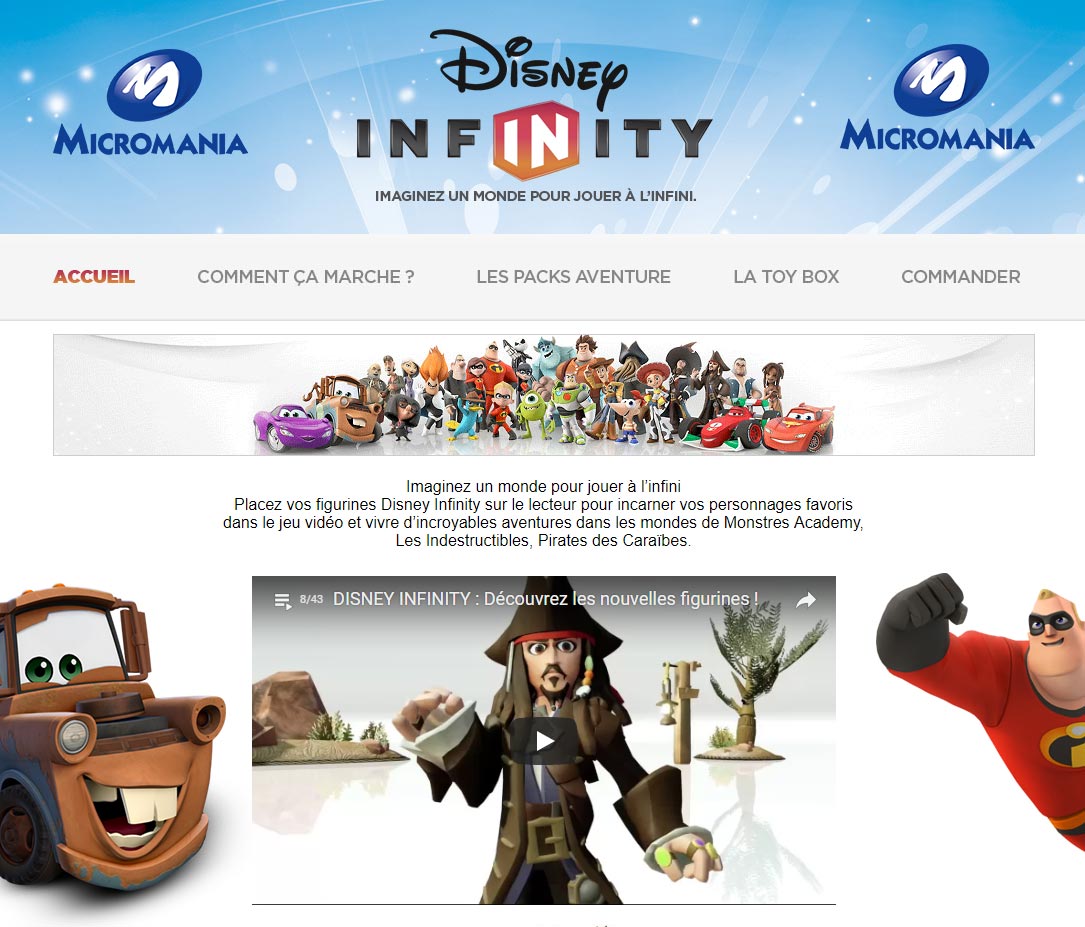 MICROMANIA
DISNEY
INFINITY
IMAGINEZ UN MONDE POUR JOUER À L'INFINI.
MICROMANIA
ACCUEIL COMMENT ÇA MARCHE ? LES PACKS AVENTURE LA TOY BOX COMMANDER
Imaginez un monde pour jouer à l'infini
Placez vos figurines Disney Infinity sur le lecteur pour incarner vos personnages favoris
dans le jeu vidéo et vivre d'incroyables aventures dans les mondes de Monstres Academy,
Les Indestructibles, Pirates des Caraïbes.
8/43 DISNEY INFINITY : Découvrez les nouvelles figurines !